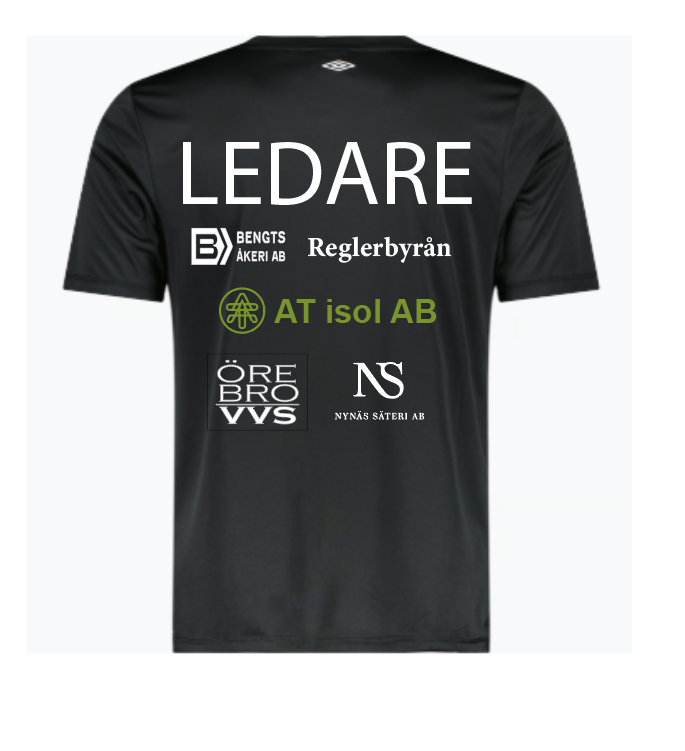 LEDARE
B BENGTS
ÅKERI AB
Reglerbyrån
AT isol AB
ÖRE
BRO
VVS
NS
NYNÄS SÄTERI AB